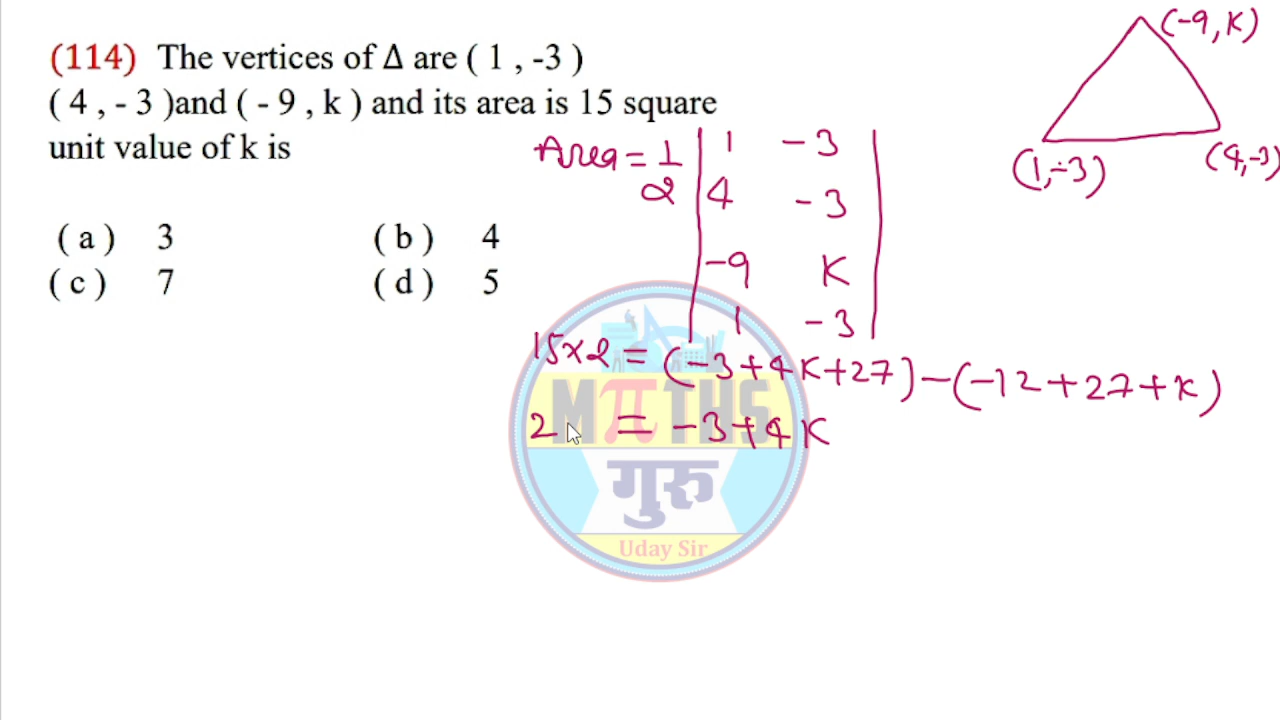 (114) The vertices of Δ are ( 1 , -3 )
( 4 , - 3 )and ( - 9 , k ) and its area is 15 square
unit value of k is
( a ) 3 ( b ) 4
( c ) 7 ( d ) 5
(-9, K)
(1,-3) (4,-3)
Area = 1/2 | 1 -3 |
4 -3
-9 K
1 -3
15×2 = (-3+4K+27)-(-12+27+K)
2 = -3+4K
MπTHS
गुरु
Uday Sir